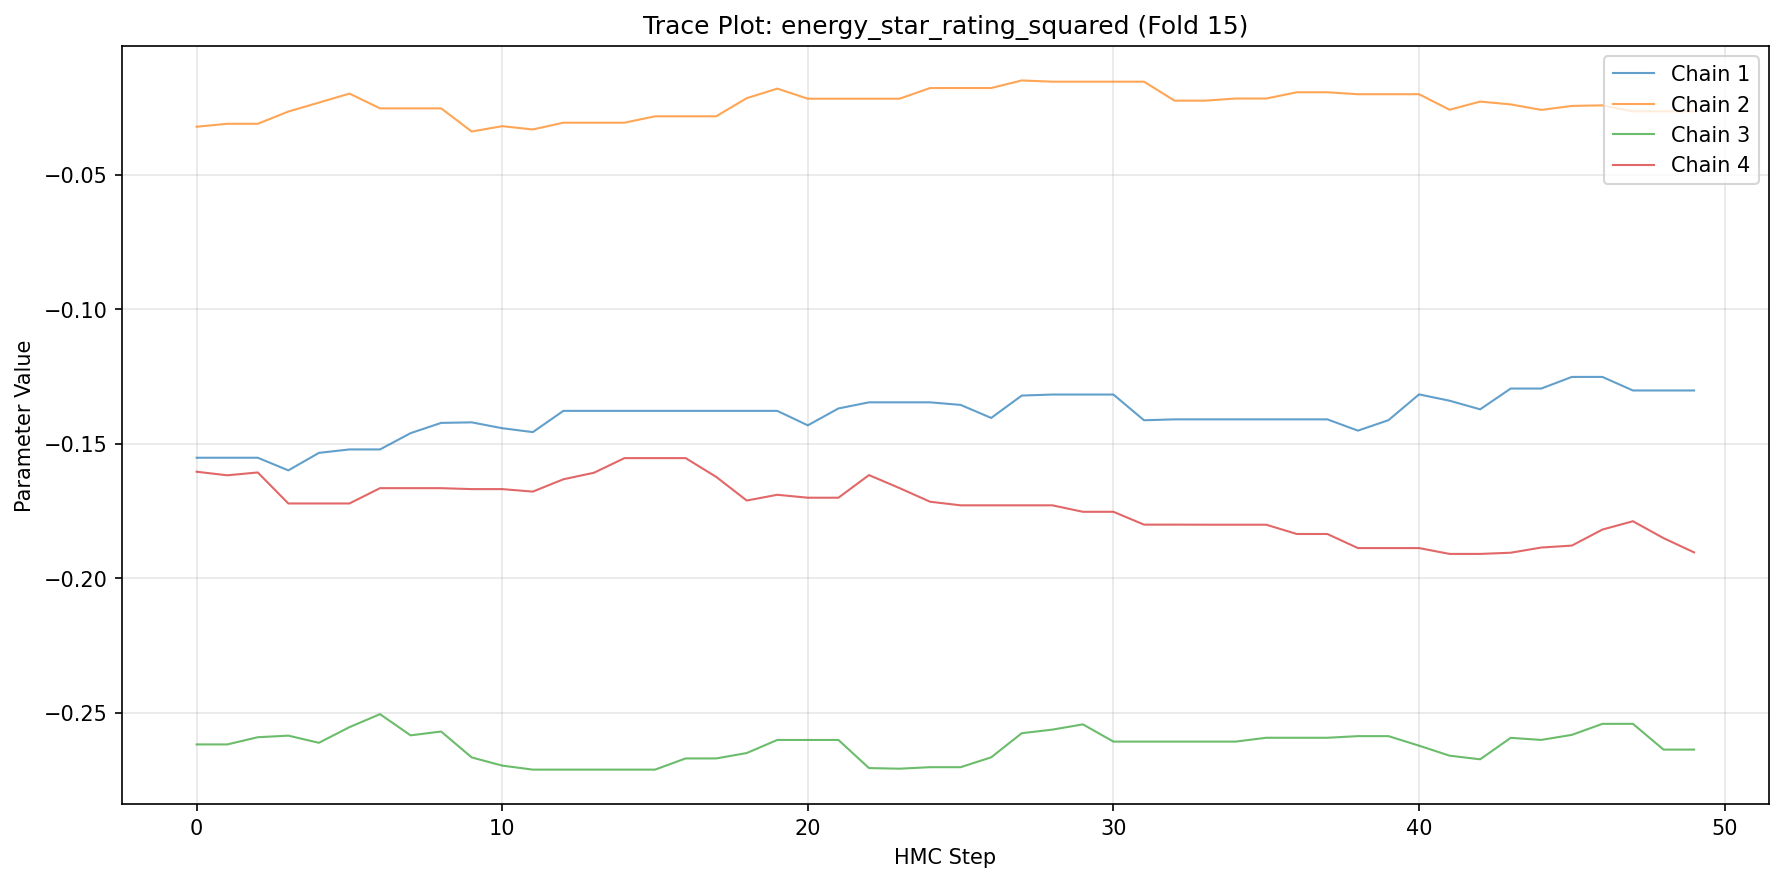 Trace Plot: energy_star_rating_squared (Fold 15)
Chain 1
Chain 2
Chain 3
Chain 4
Parameter Value
−0.05
−0.10
−0.15
−0.20
−0.25
0 10 20 30 40 50
HMC Step